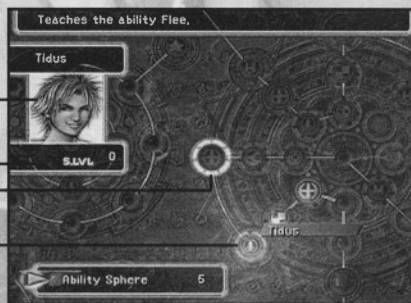 Teaches the ability Flee.
Tidus
S.LVL 0
Tidus
Ability Sphere 5